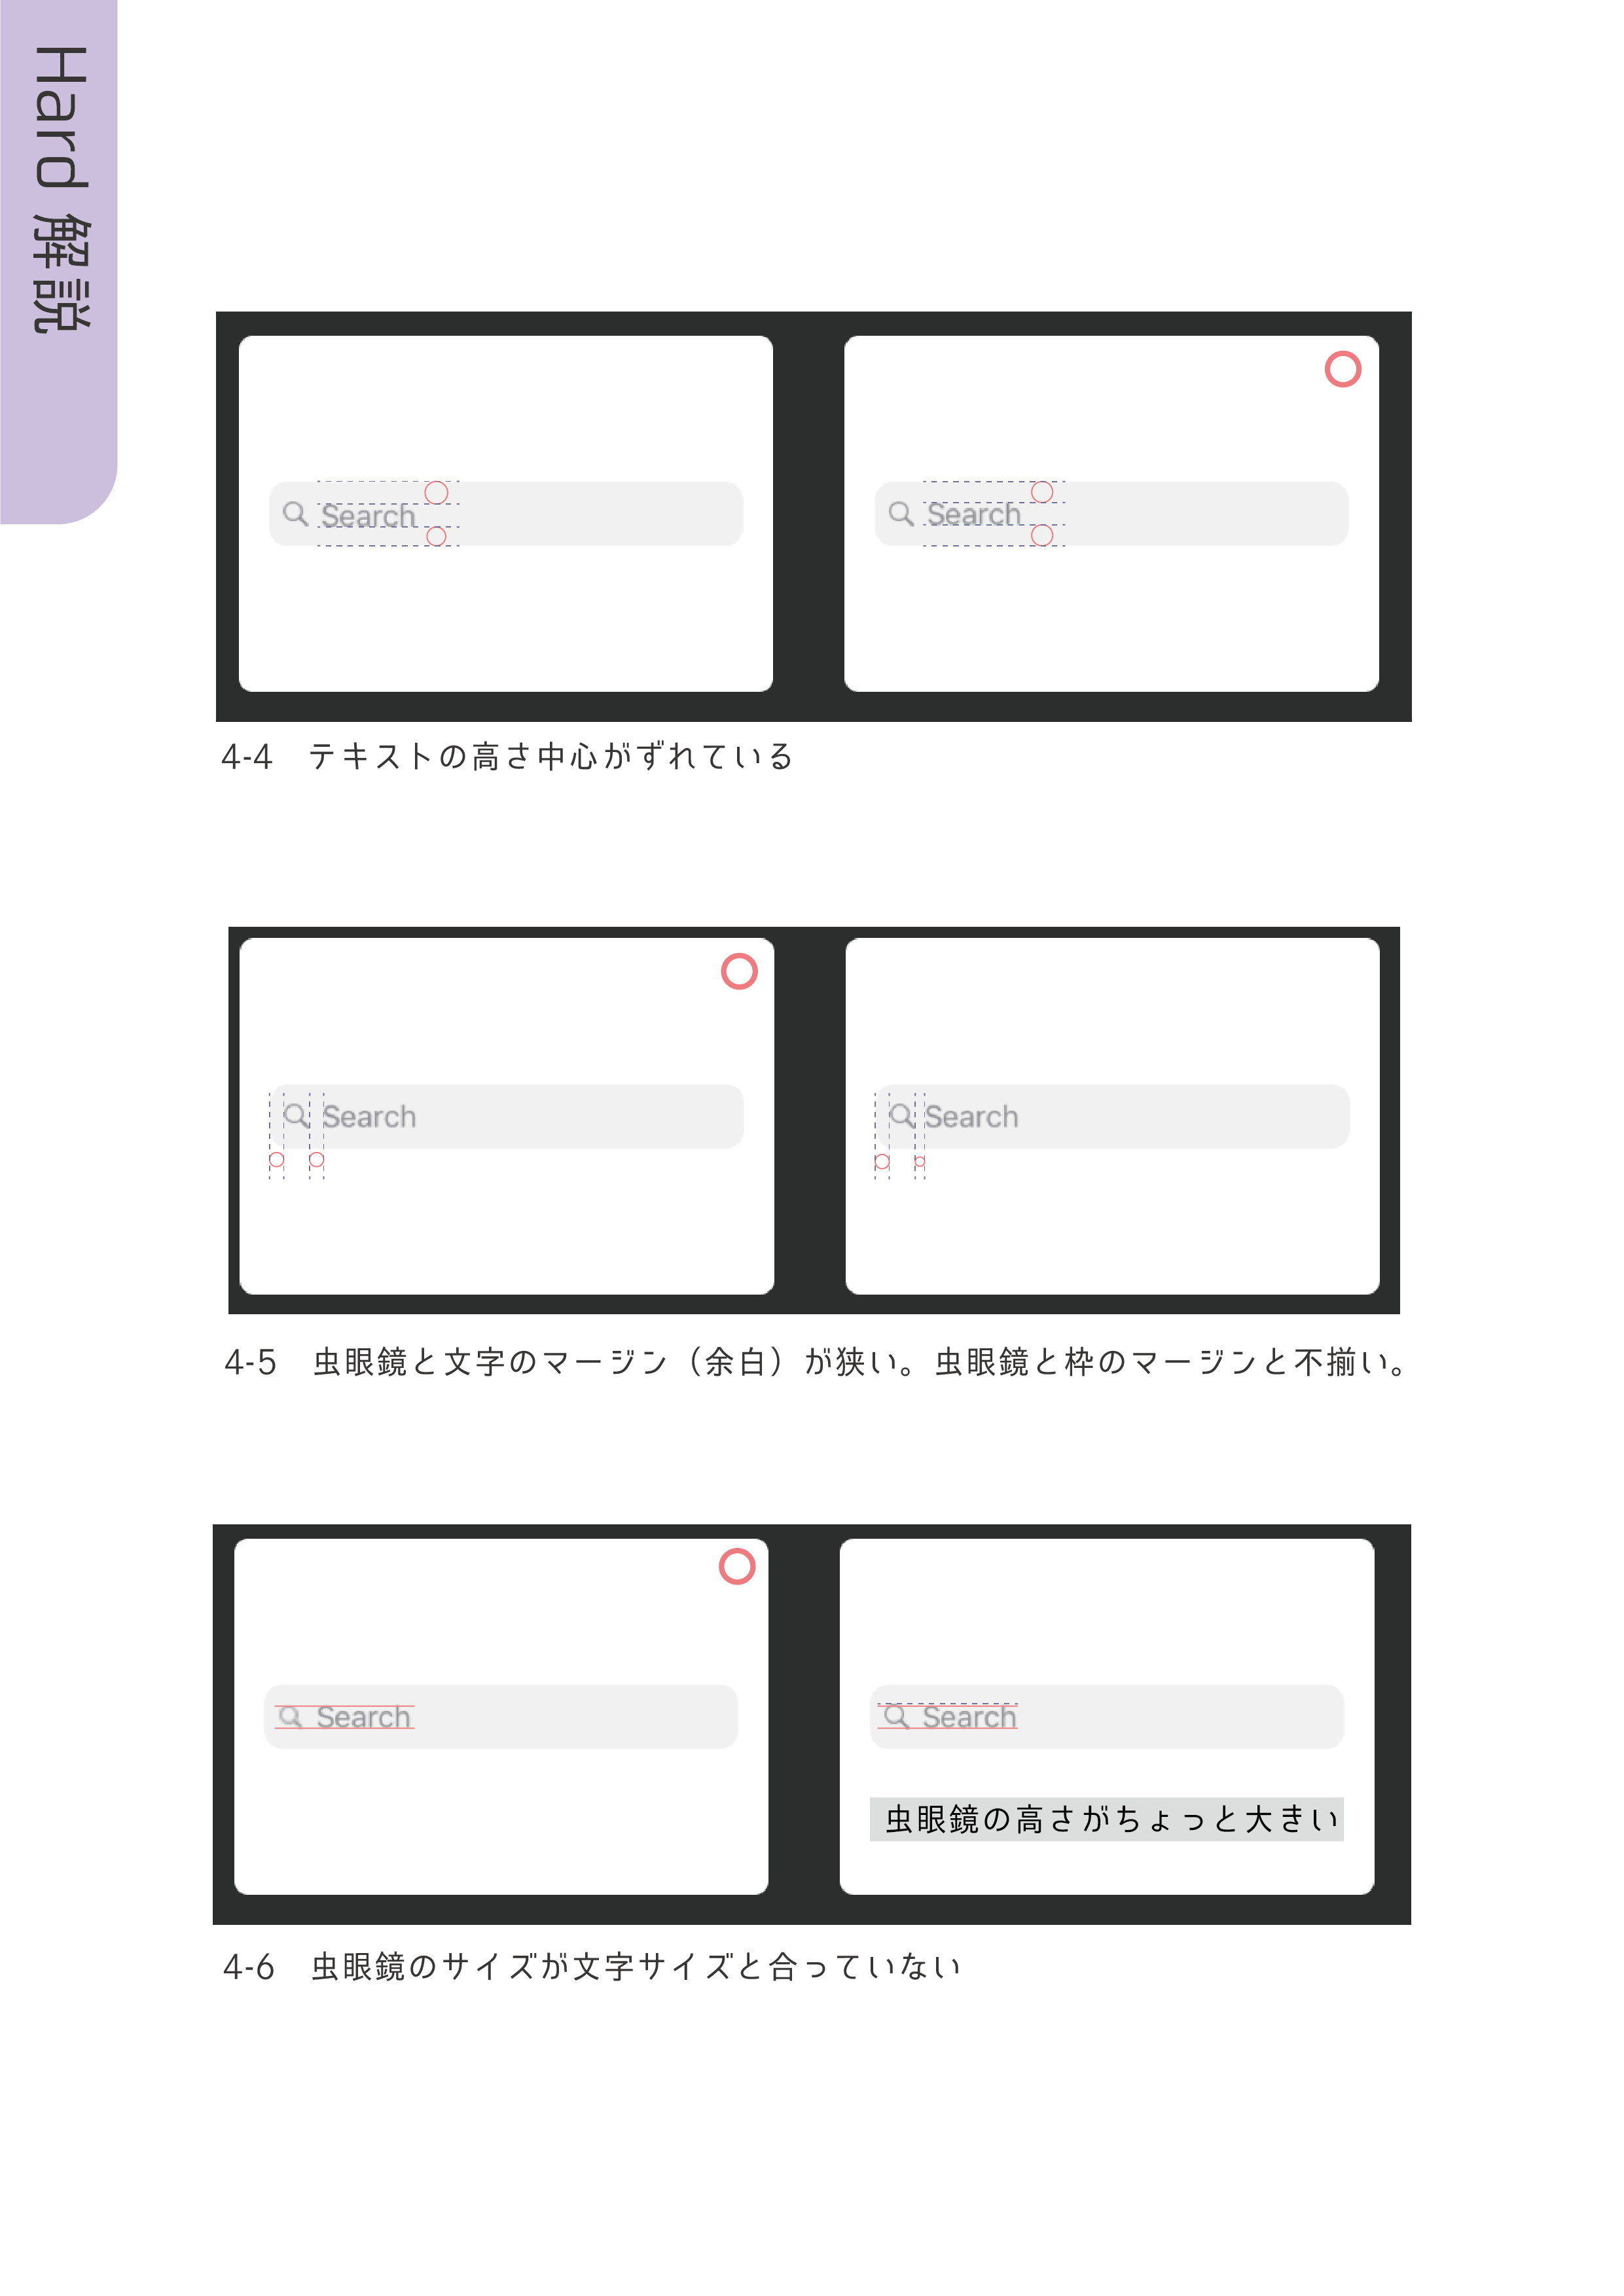 Hard 解説
Search
Search
4-4　テキストの高さ中心がずれている
Search
Search
4-5　虫眼鏡と文字のマージン（余白）が狭い。虫眼鏡と枠のマージンと不揃い。
Search
Search
虫眼鏡の高さがちょっと大きい
4-6　虫眼鏡のサイズが文字サイズと合っていない